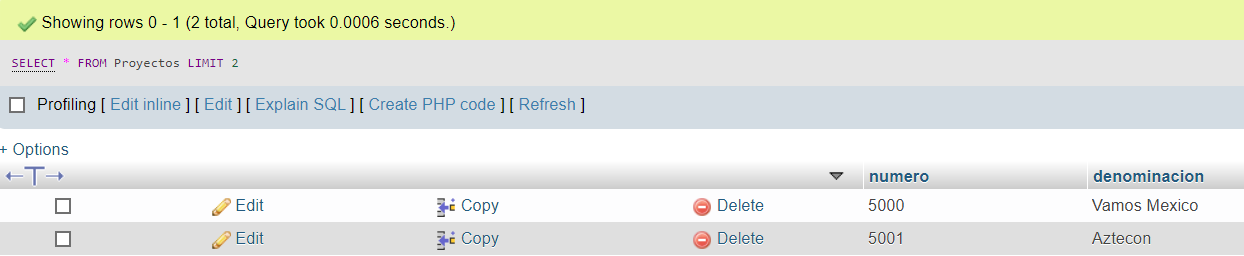 Showing rows 0 - 1 (2 total, Query took 0.0006 seconds.)
SELECT * FROM Proyectos LIMIT 2
Profiling [ Edit inline ] [ Edit ] [ Explain SQL ] [ Create PHP code ] [ Refresh ]
+ Options
←T→ numero denominacion
Edit Copy Delete 5000 Vamos Mexico
Edit Copy Delete 5001 Aztecon